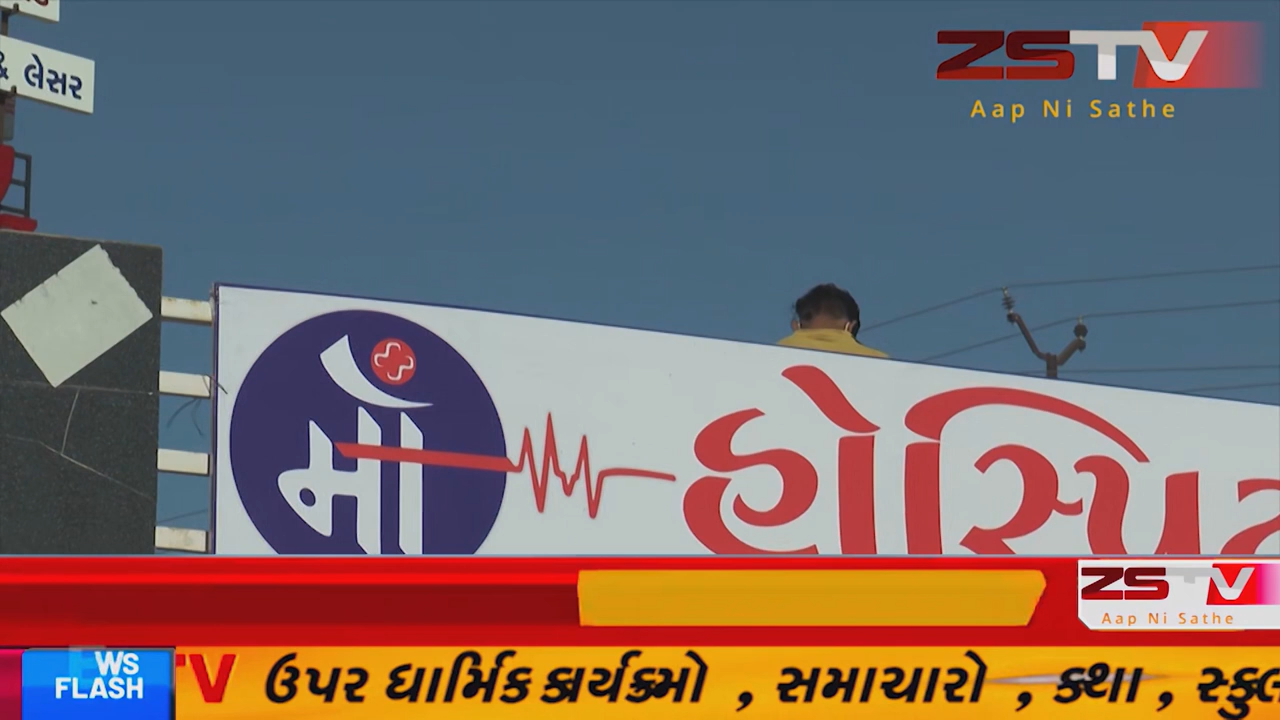 & લેસર
ZSTV
Aap Ni Sathe
માઁ
હોસ્પિટ
ZSTV
Aap Ni Sathe
WS
FLASH
TV ઉપર ધાર્મિક કાર્યક્રમો , સમાચારો , કથા , સ્કુલ